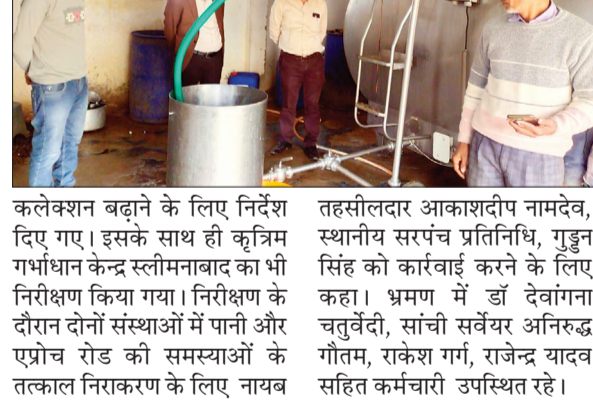 कलेक्शन बढ़ाने के लिए निर्देश
दिए गए। इसके साथ ही कृत्रिम
गर्भाधान केन्द्र स्लीमनाबाद का भी
निरीक्षण किया गया। निरीक्षण के
दौरान दोनों संस्थाओं में पानी और
एप्रोच रोड की समस्याओं के
तत्काल निराकरण के लिए नायब
तहसीलदार आकाशदीप नामदेव,
स्थानीय सरपंच प्रतिनिधि, गुड्डन
सिंह को कार्रवाई करने के लिए
कहा। भ्रमण में डॉ देवांगना
चतुर्वेदी, सांची सर्वेयर अनिरुद्ध
गौतम, राकेश गर्ग, राजेन्द्र यादव
सहित कर्मचारी उपस्थित रहे।